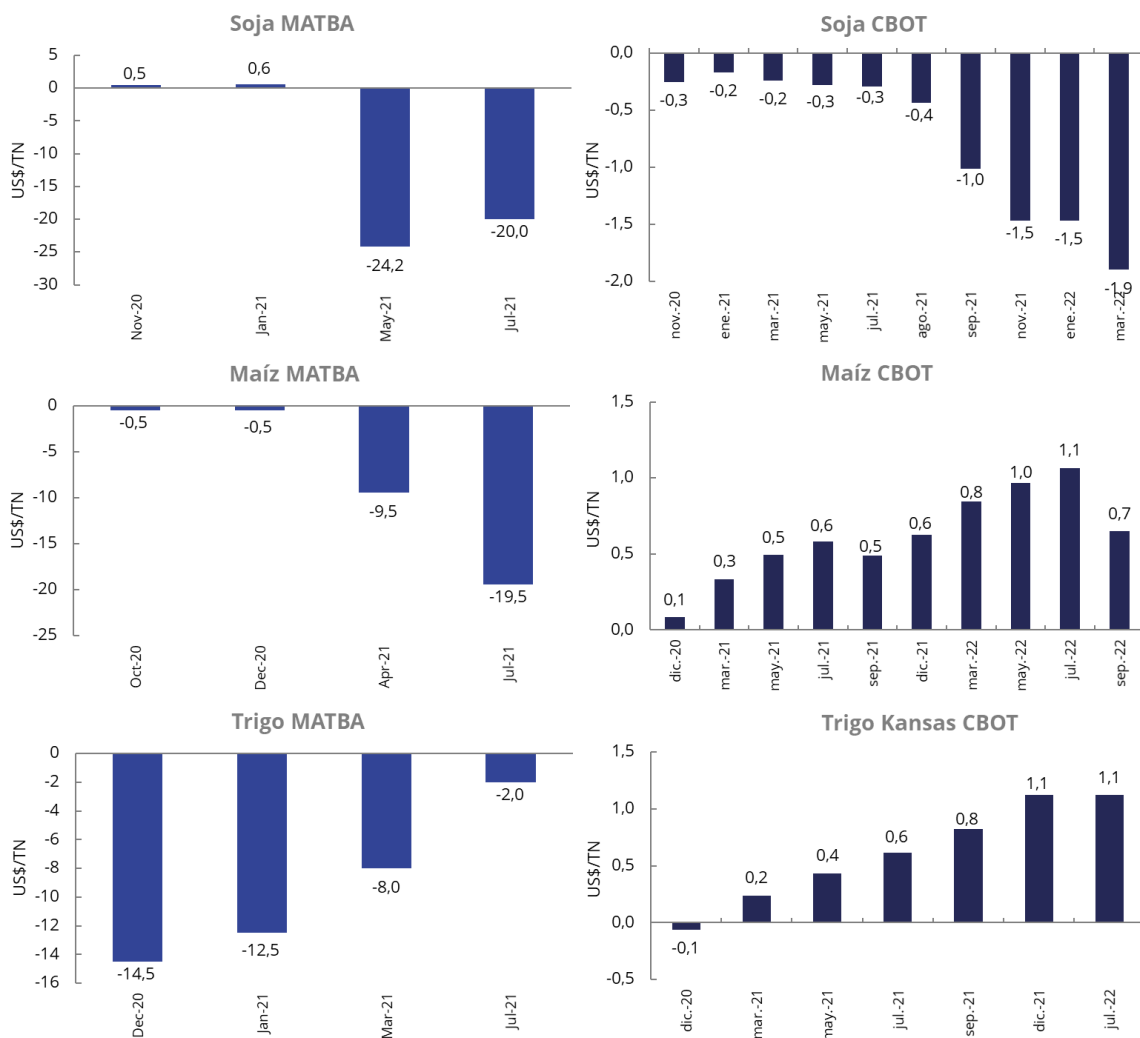 Soja MATBA
US$/TN
5
0
-5
-10
-15
-20
-25
-30
0,5
0,6
-24,2
-20,0
Nov-20
Jan-21
May-21
Jul-21
Soja CBOT
US$/TN
0,0
-0,5
-1,0
-1,5
-2,0
-0,3
-0,2
-0,2
-0,3
-0,3
-0,4
-1,0
-1,5
-1,5
-1,9
nov.-20
ene.-21
mar.-21
may.-21
jul.-21
ago.-21
sep.-21
nov.-21
ene.-22
mar.-22
Maíz MATBA
US$/TN
0
-5
-10
-15
-20
-25
-0,5
-0,5
-9,5
-19,5
Oct-20
Dec-20
Apr-21
Jul-21
Maíz CBOT
US$/TN
1,5
1,0
0,5
0,0
0,1
0,3
0,5
0,6
0,5
0,6
0,8
1,0
1,1
0,7
dic.-20
mar.-21
may.-21
jul.-21
sep.-21
dic.-21
mar.-22
may.-22
jul.-22
sep.-22
Trigo MATBA
US$/TN
0
-2
-4
-6
-8
-10
-12
-14
-16
-14,5
-12,5
-8,0
-2,0
Dec-20
Jan-21
Mar-21
Jul-21
Trigo Kansas CBOT
US$/TN
1,5
1,0
0,5
0,0
-0,5
-0,1
0,2
0,4
0,6
0,8
1,1
1,1
dic.-20
mar.-21
may.-21
jul.-21
sep.-21
dic.-21
jul.-22